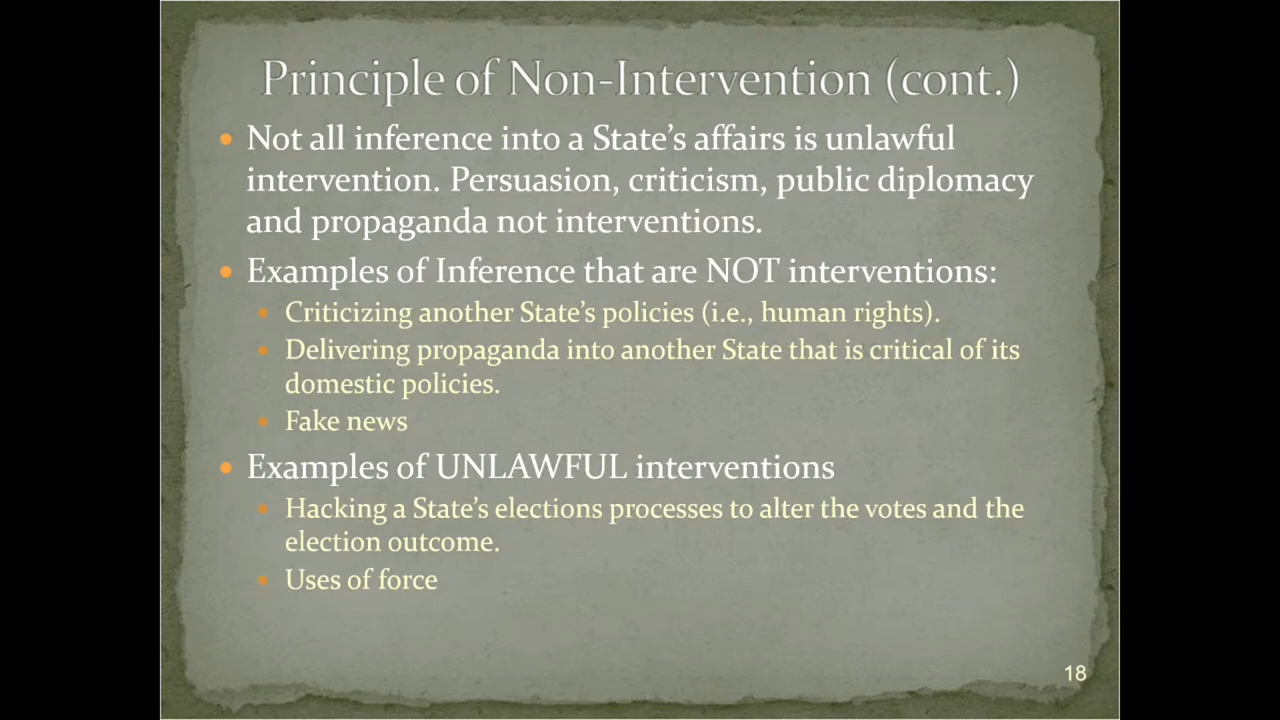 Principle of Non-Intervention (cont.)
Not all inference into a State's affairs is unlawful
intervention. Persuasion, criticism, public diplomacy
and propaganda not interventions.
Examples of Inference that are NOT interventions:
Criticizing another State's policies (i.e., human rights).
Delivering propaganda into another State that is critical of its
domestic policies.
Fake news
Examples of UNLAWFUL interventions
Hacking a State's elections processes to alter the votes and the
election outcome.
Uses of force
18